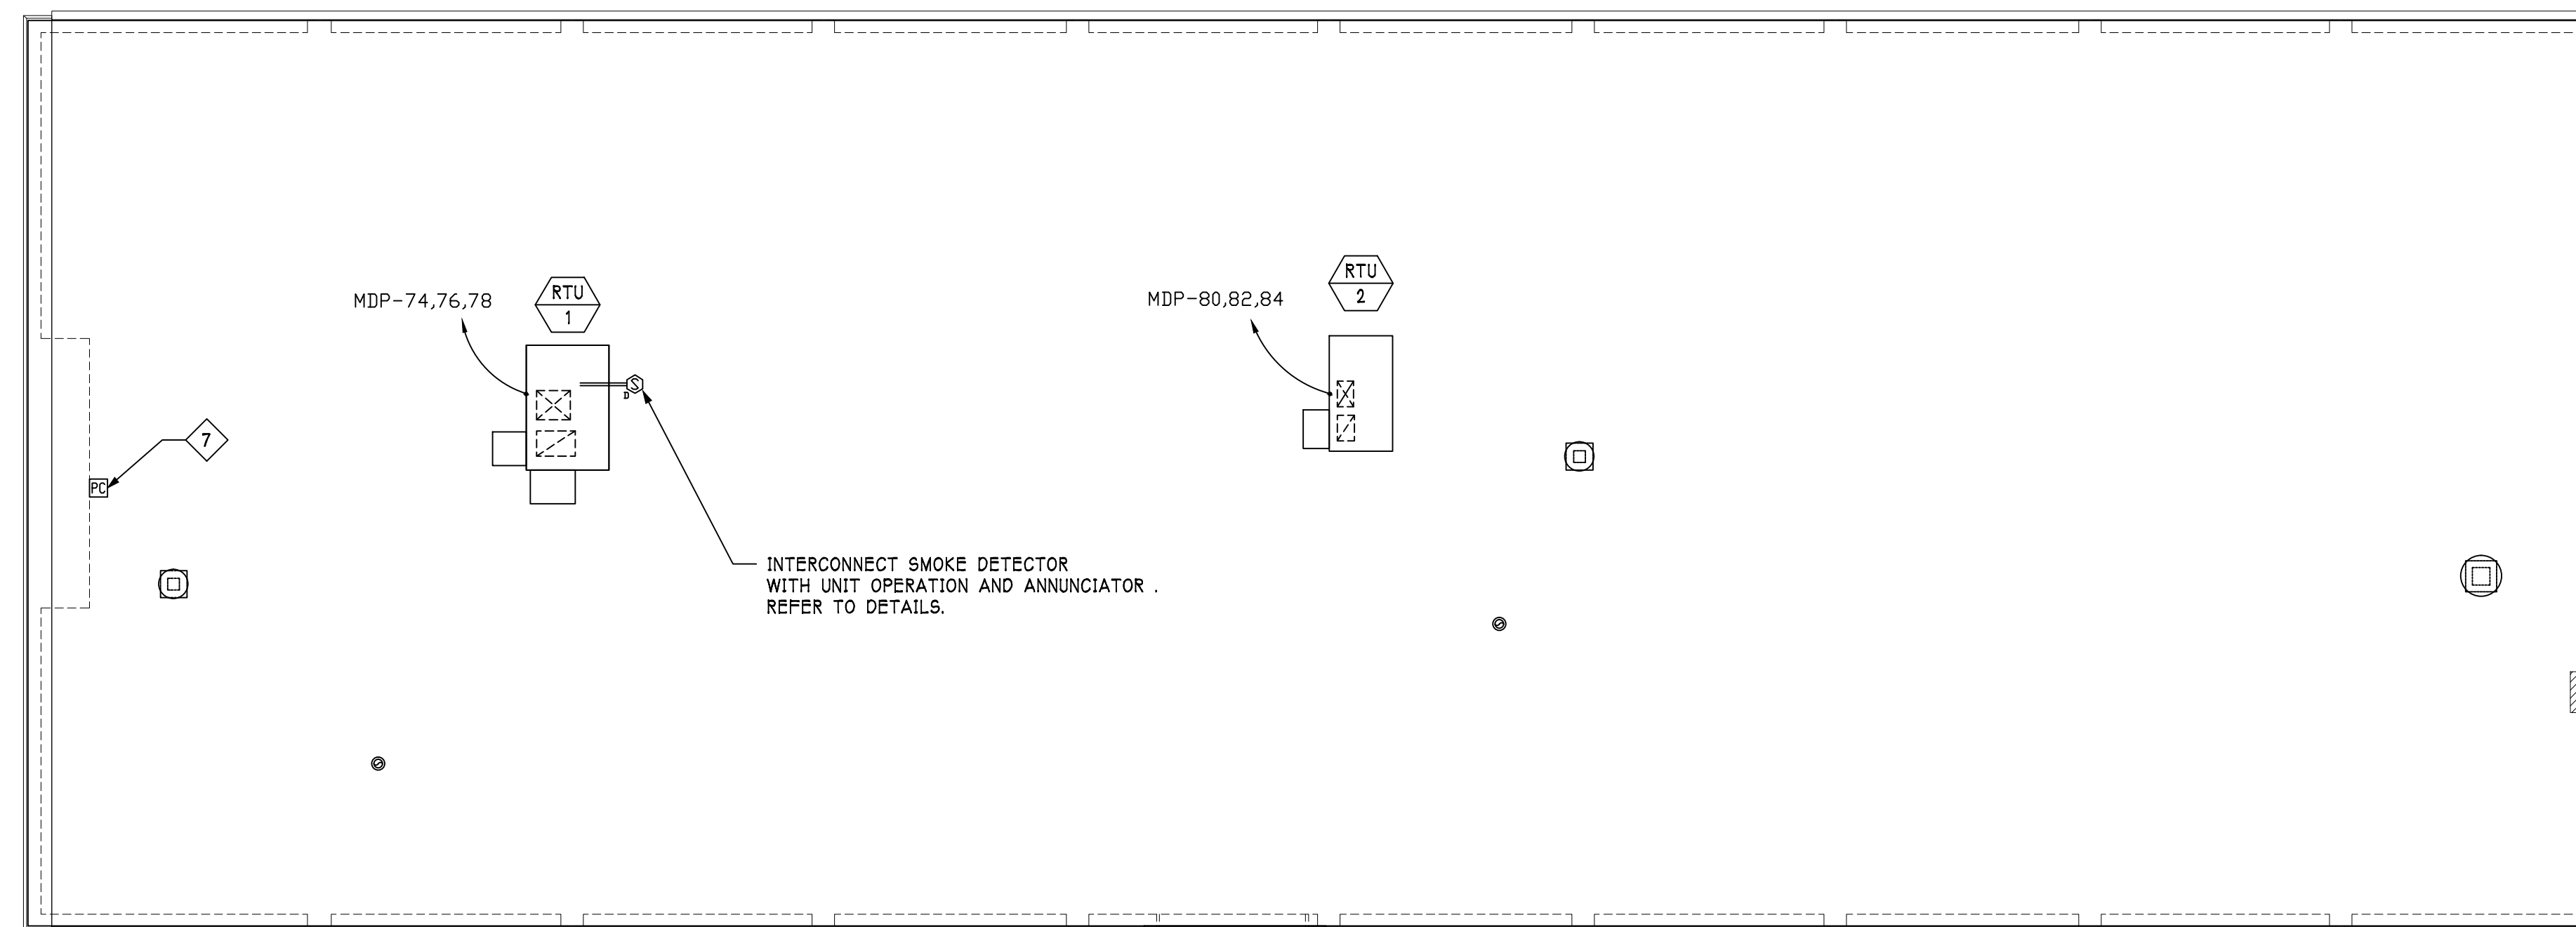 RTU
2
RTU
1
MDP-74,76,78
MDP-80,82,84
S
D
7
PC
INTERCONNECT SMOKE DETECTOR
WITH UNIT OPERATION AND ANNUNCIATOR .
REFER TO DETAILS.